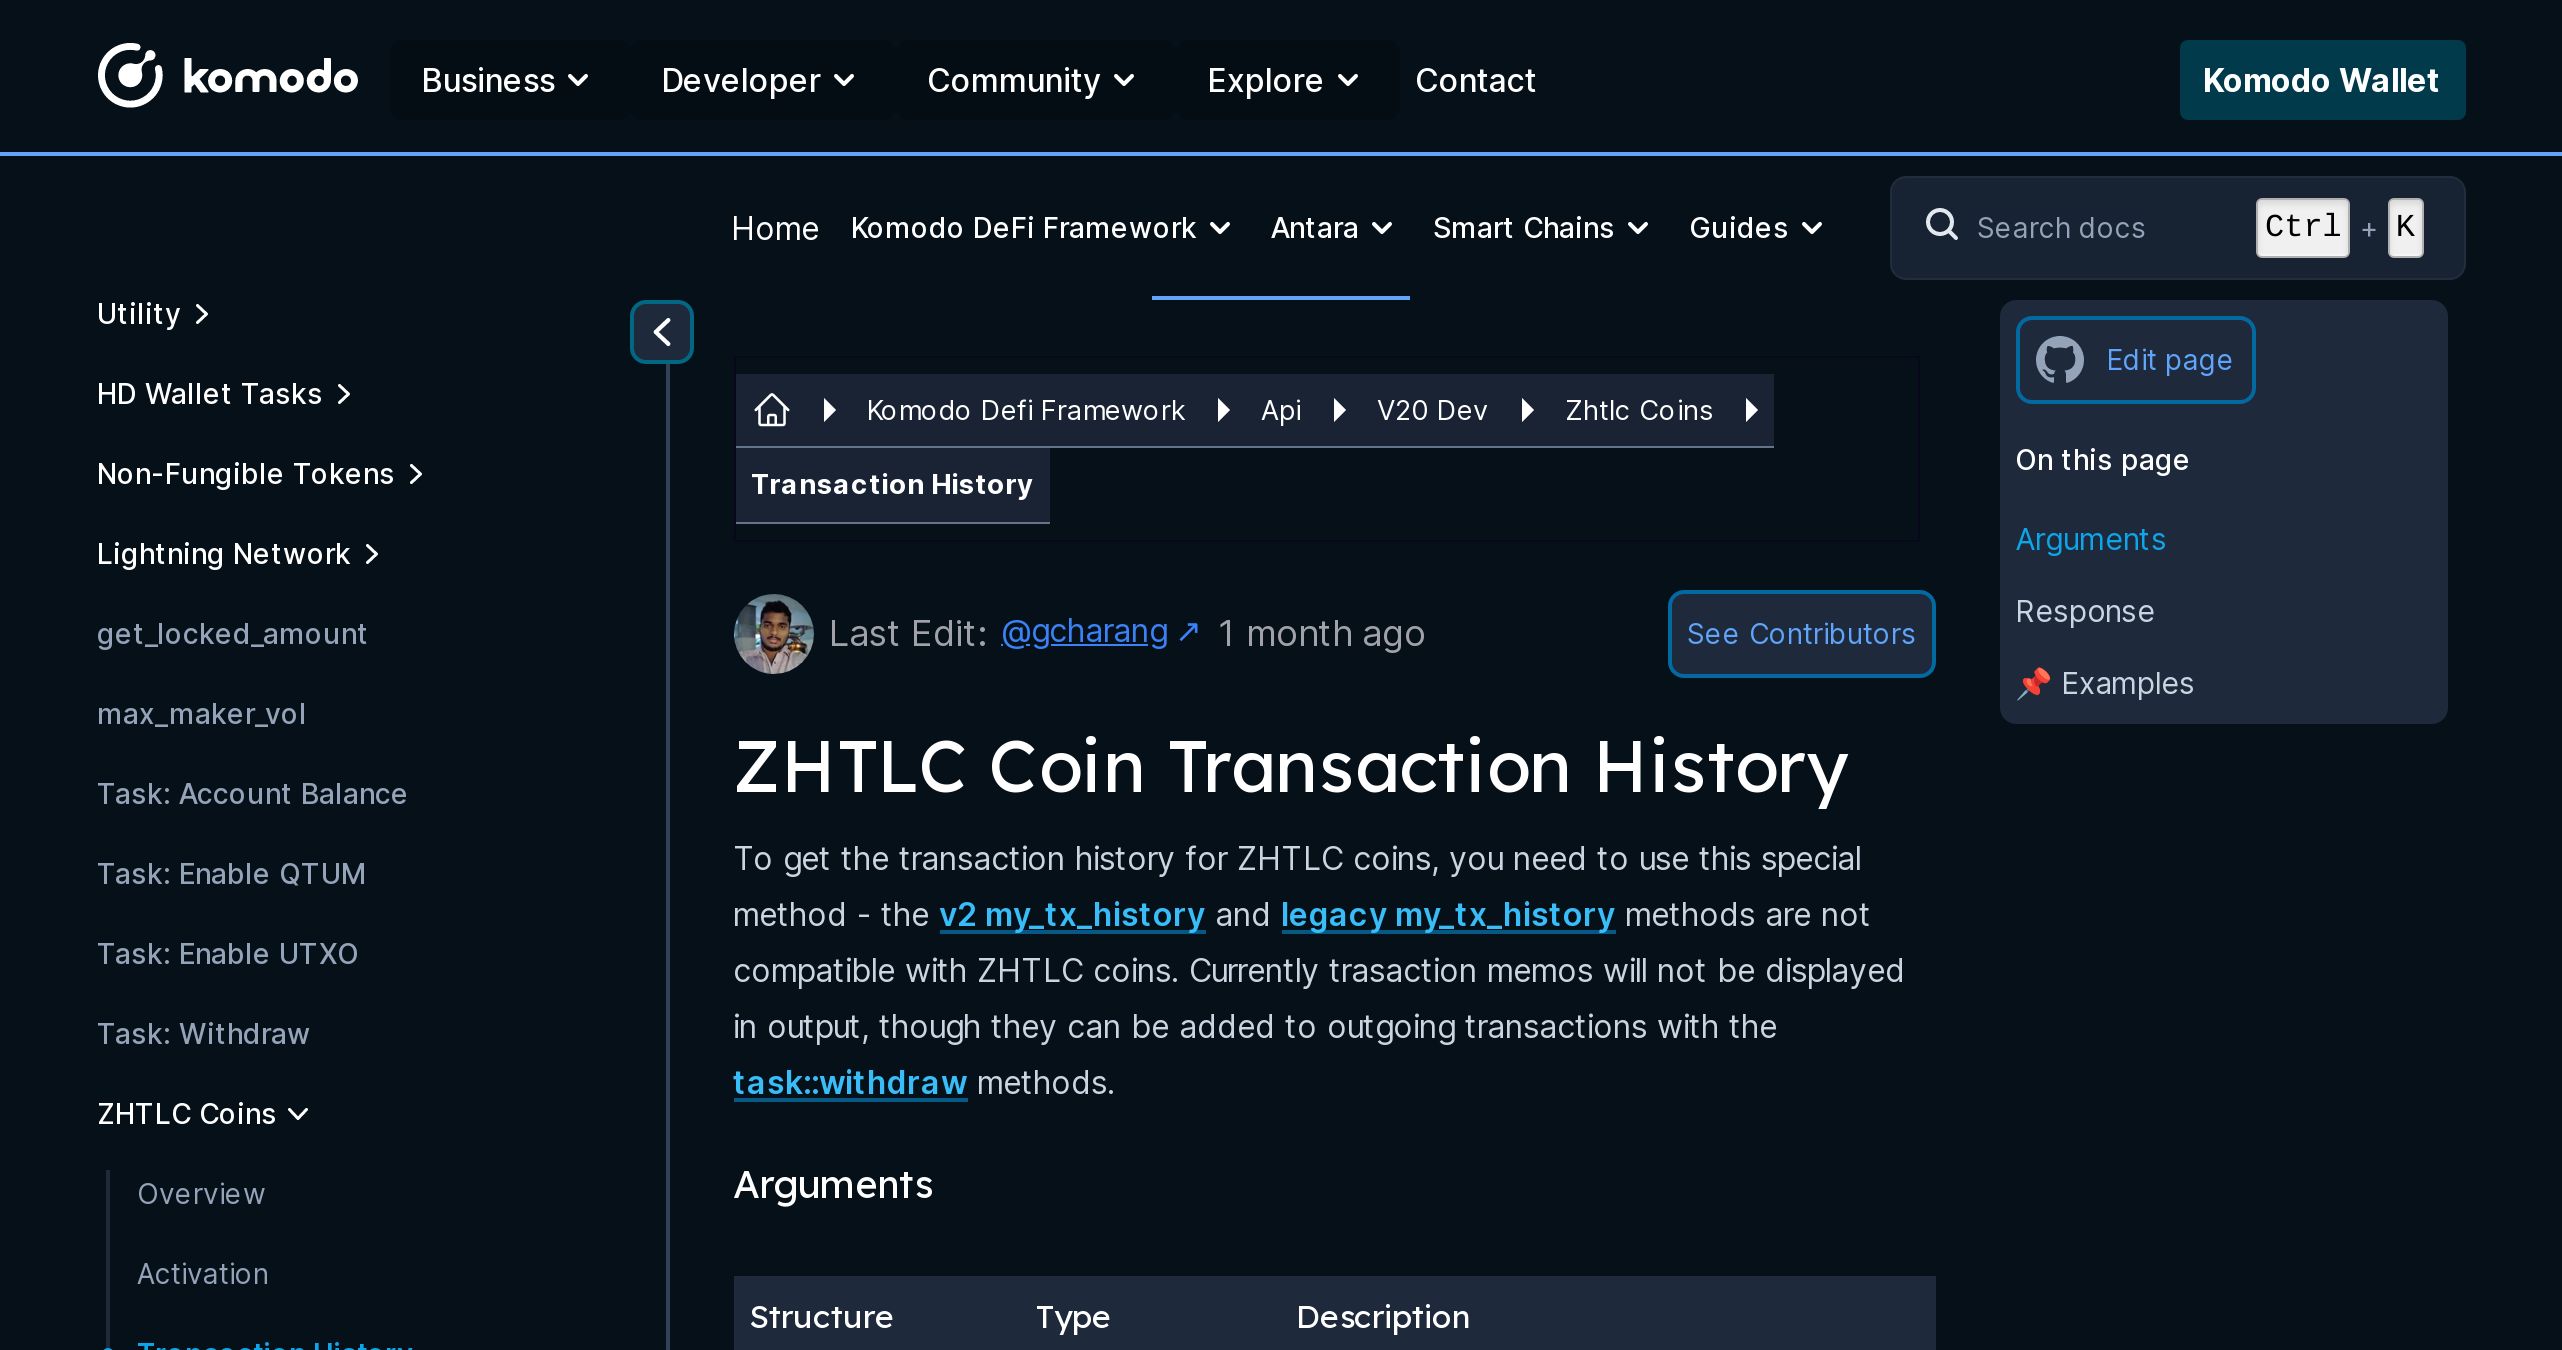 komodo Business Developer Community Explore Contact Komodo Wallet
Home Komodo DeFi Framework Antara Smart Chains Guides Search docs Ctrl + K
Utility
HD Wallet Tasks
Non-Fungible Tokens
Lightning Network
get_locked_amount
max_maker_vol
Task: Account Balance
Task: Enable QTUM
Task: Enable UTXO
Task: Withdraw
ZHTLC Coins
Overview
Activation
Transaction History
Komodo Defi Framework Api V20 Dev Zhtlc Coins
Transaction History
Last Edit: @gcharang ↗ 1 month ago See Contributors
ZHTLC Coin Transaction History
To get the transaction history for ZHTLC coins, you need to use this special
method - the v2 my_tx_history and legacy my_tx_history methods are not
compatible with ZHTLC coins. Currently trasaction memos will not be displayed
in output, though they can be added to outgoing transactions with the
task::withdraw methods.
Arguments
Structure Type Description
Edit page
On this page
Arguments
Response
📌 Examples